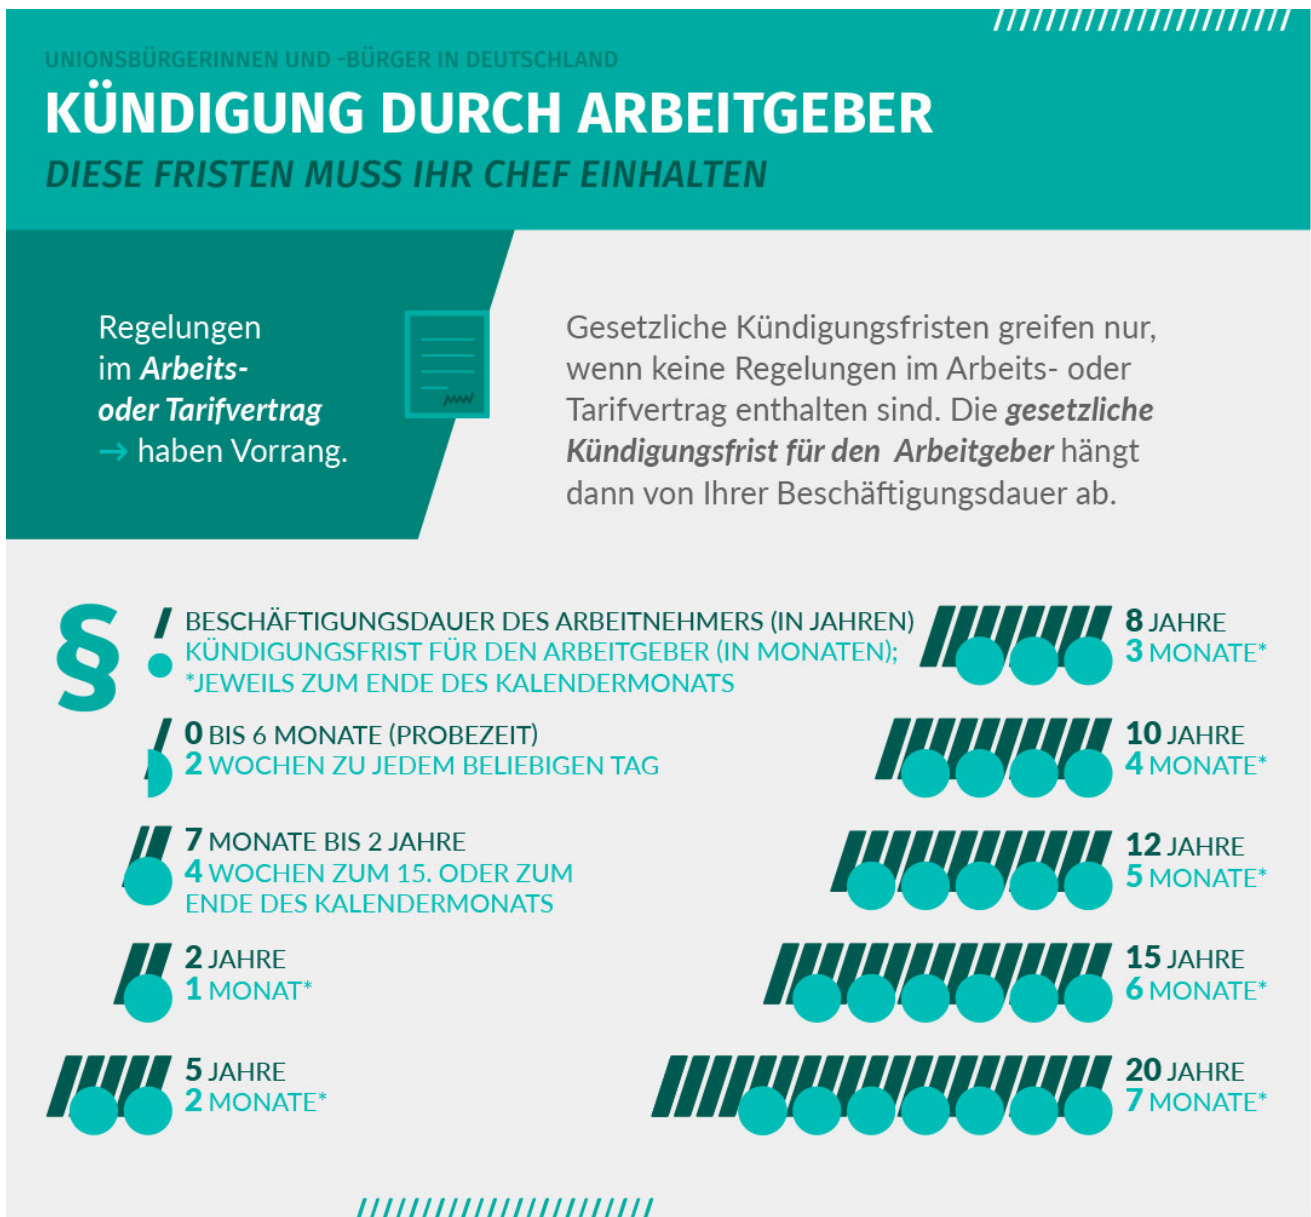 UNIONSBÜRGERINNEN UND -BÜRGER IN DEUTSCHLAND
KÜNDIGUNG DURCH ARBEITGEBER
DIESE FRISTEN MUSS IHR CHEF EINHALTEN
Regelungen
im Arbeits-
oder Tarifvertrag
→ haben Vorrang.
Gesetzliche Kündigungsfristen greifen nur,
wenn keine Regelungen im Arbeits- oder
Tarifvertrag enthalten sind. Die gesetzliche
Kündigungsfrist für den Arbeitgeber hängt
dann von Ihrer Beschäftigungsdauer ab.
§
BESCHÄFTIGUNGSDAUER DES ARBEITNEHMERS (IN JAHREN)
KÜNDIGUNGSFRIST FÜR DEN ARBEITGEBER (IN MONATEN);
*JEWEILS ZUM ENDE DES KALENDERMONATS
0 BIS 6 MONATE (PROBEZEIT)
2 WOCHEN ZU JEDEM BELIEBIGEN TAG
7 MONATE BIS 2 JAHRE
4 WOCHEN ZUM 15. ODER ZUM
ENDE DES KALENDERMONATS
2 JAHRE
1 MONAT*
5 JAHRE
2 MONATE*
8 JAHRE
3 MONATE*
10 JAHRE
4 MONATE*
12 JAHRE
5 MONATE*
15 JAHRE
6 MONATE*
20 JAHRE
7 MONATE*